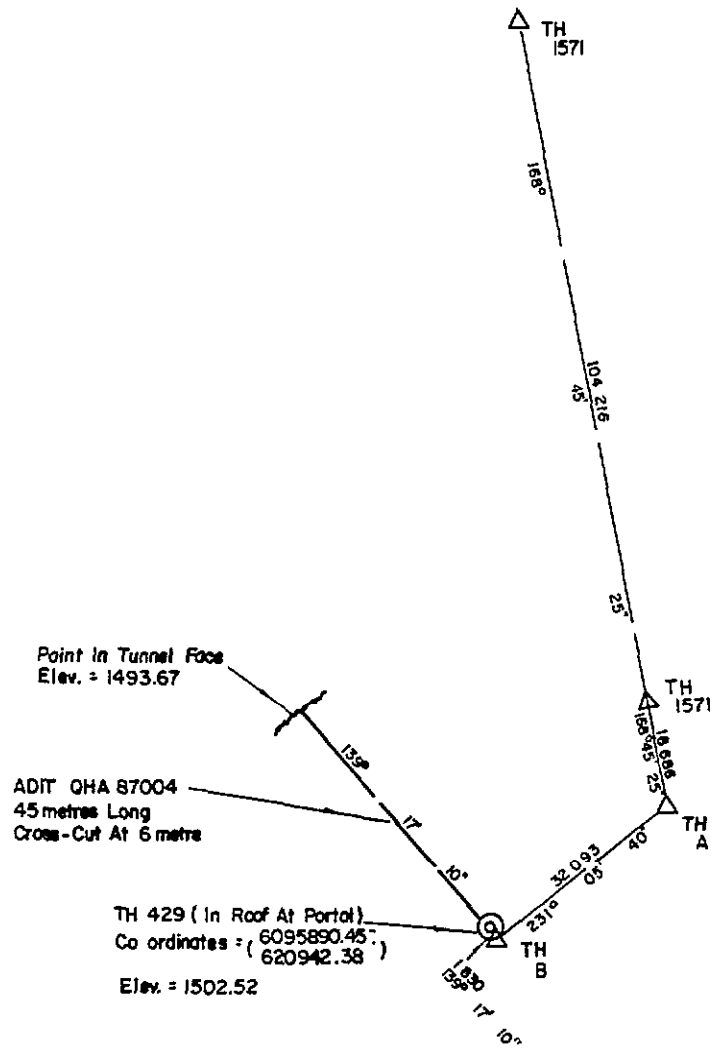 TH
1571
168°
104 216
45'
25"
TH
1571
18 686
168° 45' 25"
TH
A
32 093
231° 05' 40"
Point In Tunnel Face
Elev. = 1493.67
139°
17'
10"
ADIT QHA 87004
45 metres Long
Cross-Cut At 6 metre
TH 429 (In Roof At Portal)
Co ordinates = ( 6095890.45
620942.38 )
Elev. = 1502.52
TH
B
1 830
139° 17' 10"